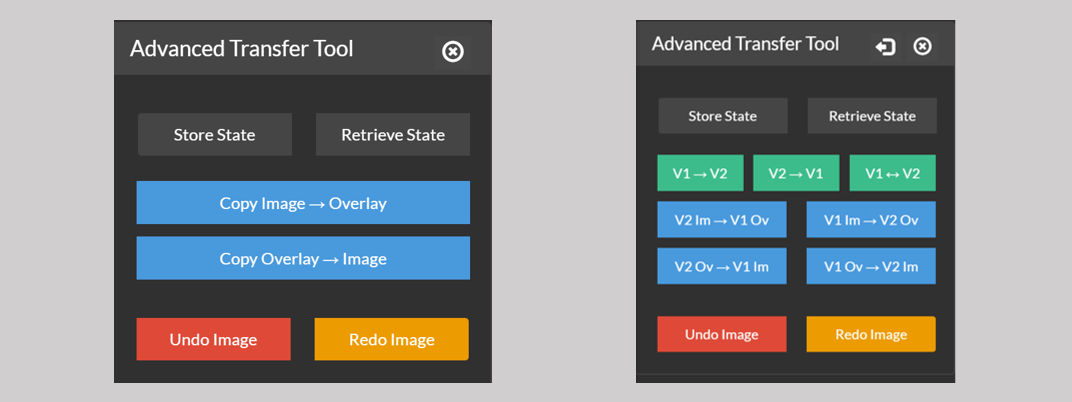 Advanced Transfer Tool
Store State Retrieve State
Copy Image → Overlay
Copy Overlay → Image
Undo Image Redo Image
Advanced Transfer Tool
Store State Retrieve State
V1 → V2 V2 → V1 V1 ↔ V2
V2 Im → V1 Ov V1 Im → V2 Ov
V2 Ov → V1 Im V1 Ov → V2 Im
Undo Image Redo Image